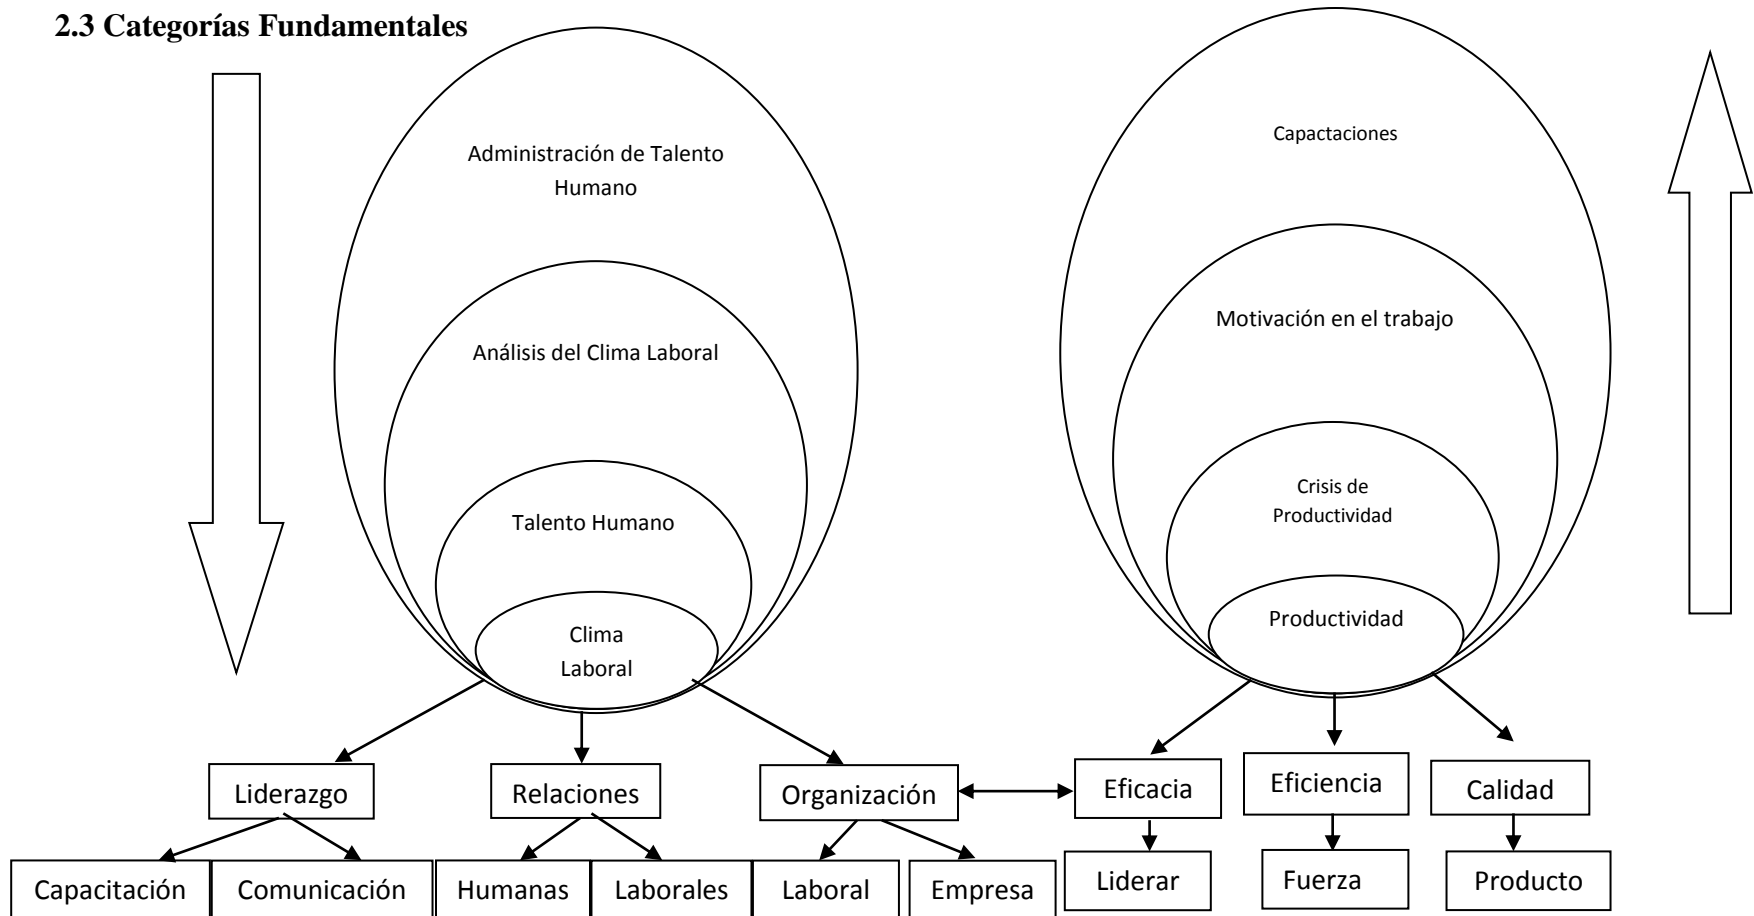 2.3 Categorías Fundamentales
Administración de Talento
Humano
Análisis del Clima Laboral
Talento Humano
Clima
Laboral
Capactaciones
Motivación en el trabajo
Crisis de
Productividad
Productividad
Liderazgo
Relaciones
Organización
Eficacia
Eficiencia
Calidad
Capacitación
Comunicación
Humanas
Laborales
Laboral
Empresa
Liderar
Fuerza
Producto